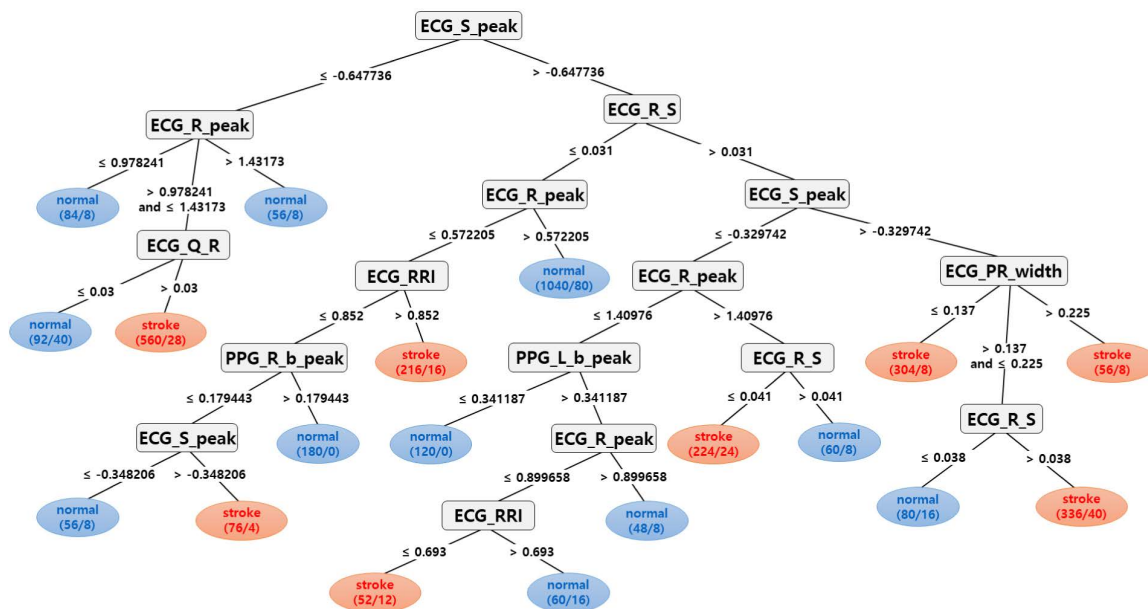 ECG_S_peak
≤ -0.647736
> -0.647736
ECG_R_peak
ECG_R_S
≤ 0.978241
> 0.978241
and ≤ 1.43173
> 1.43173
≤ 0.031
> 0.031
normal
(84/8)
normal
(56/8)
ECG_R_peak
ECG_S_peak
ECG_Q_R
≤ 0.572205
> 0.572205
≤ -0.329742
> -0.329742
≤ 0.03
> 0.03
ECG_RRI
normal
(1040/80)
ECG_R_peak
ECG_PR_width
normal
(92/40)
stroke
(560/28)
≤ 0.852
> 0.852
≤ 1.40976
> 1.40976
≤ 0.137
> 0.137
and ≤ 0.225
> 0.225
PPG_R_b_peak
stroke
(216/16)
PPG_L_b_peak
ECG_R_S
stroke
(304/8)
stroke
(56/8)
≤ 0.179443
> 0.179443
≤ 0.341187
> 0.341187
≤ 0.041
> 0.041
ECG_R_S
ECG_S_peak
normal
(180/0)
normal
(120/0)
ECG_R_peak
stroke
(224/24)
normal
(60/8)
≤ 0.038
> 0.038
≤ -0.348206
> -0.348206
≤ 0.899658
> 0.899658
normal
(80/16)
stroke
(336/40)
normal
(56/8)
stroke
(76/4)
ECG_RRI
normal
(48/8)
≤ 0.693
> 0.693
stroke
(52/12)
normal
(60/16)